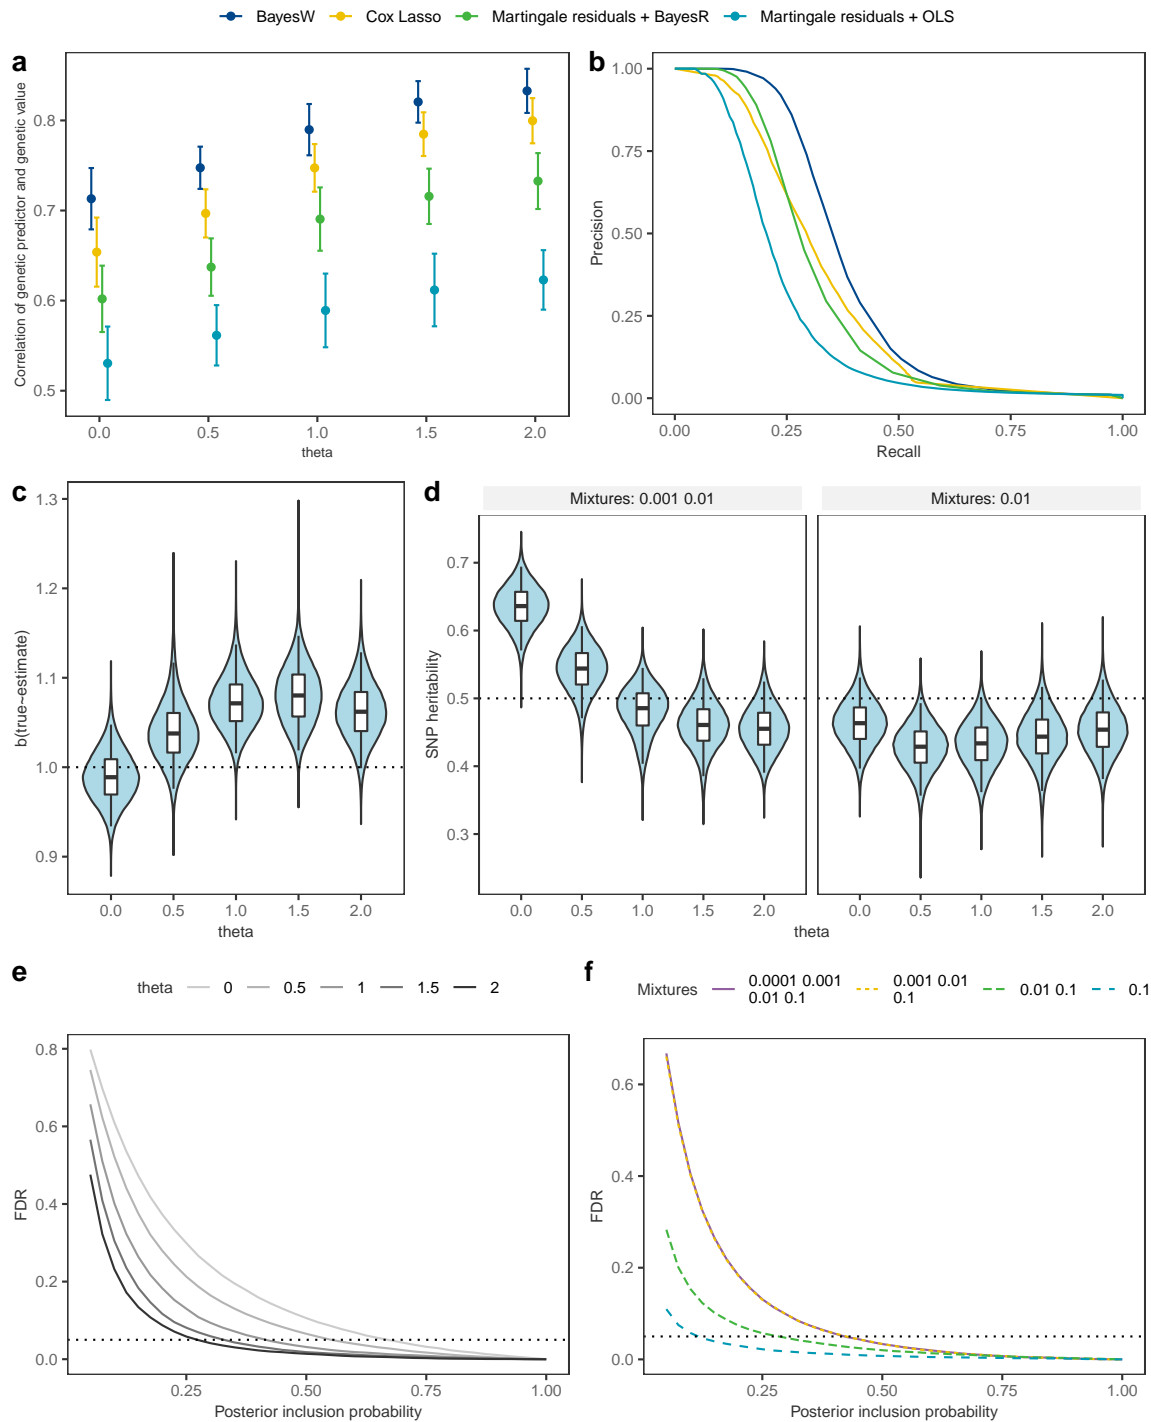 BayesW Cox Lasso Martingale residuals + BayesR Martingale residuals + OLS
a
Correlation of genetic predictor and genetic value
0.8
0.7
0.6
0.5
0.0 0.5 1.0 1.5 2.0
theta
b
Precision
1.00
0.75
0.50
0.25
0.00
0.00 0.25 0.50 0.75 1.00
Recall
c
b(true−estimate)
1.3
1.2
1.1
1.0
0.9
0.0 0.5 1.0 1.5 2.0
theta
d
Mixtures: 0.001 0.01 Mixtures: 0.01
SNP heritability
0.7
0.6
0.5
0.4
0.3
0.0 0.5 1.0 1.5 2.0 0.0 0.5 1.0 1.5 2.0
theta
e
theta 0 0.5 1 1.5 2
FDR
0.8
0.6
0.4
0.2
0.0
0.25 0.50 0.75 1.00
Posterior inclusion probability
f
Mixtures 0.0001 0.001 0.001 0.01 0.01 0.1 0.1
0.01 0.1 0.1
FDR
0.6
0.4
0.2
0.0
0.25 0.50 0.75 1.00
Posterior inclusion probability